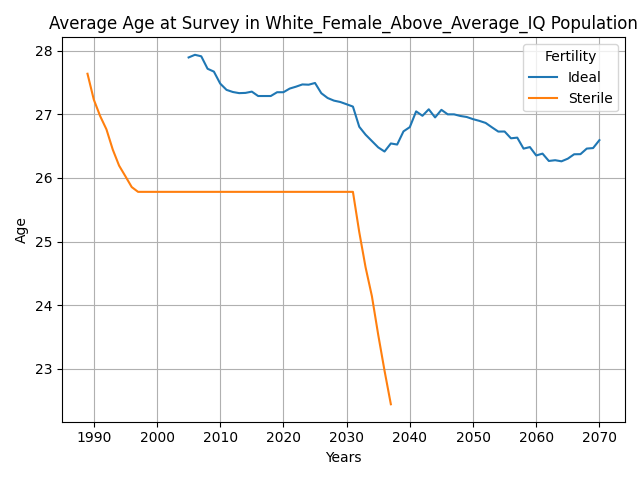 Average Age at Survey in White_Female_Above_Average_IQ Population
28
27
26
25
24
23
Age
Fertility
Ideal
Sterile
1990 2000 2010 2020 2030 2040 2050 2060 2070
Years